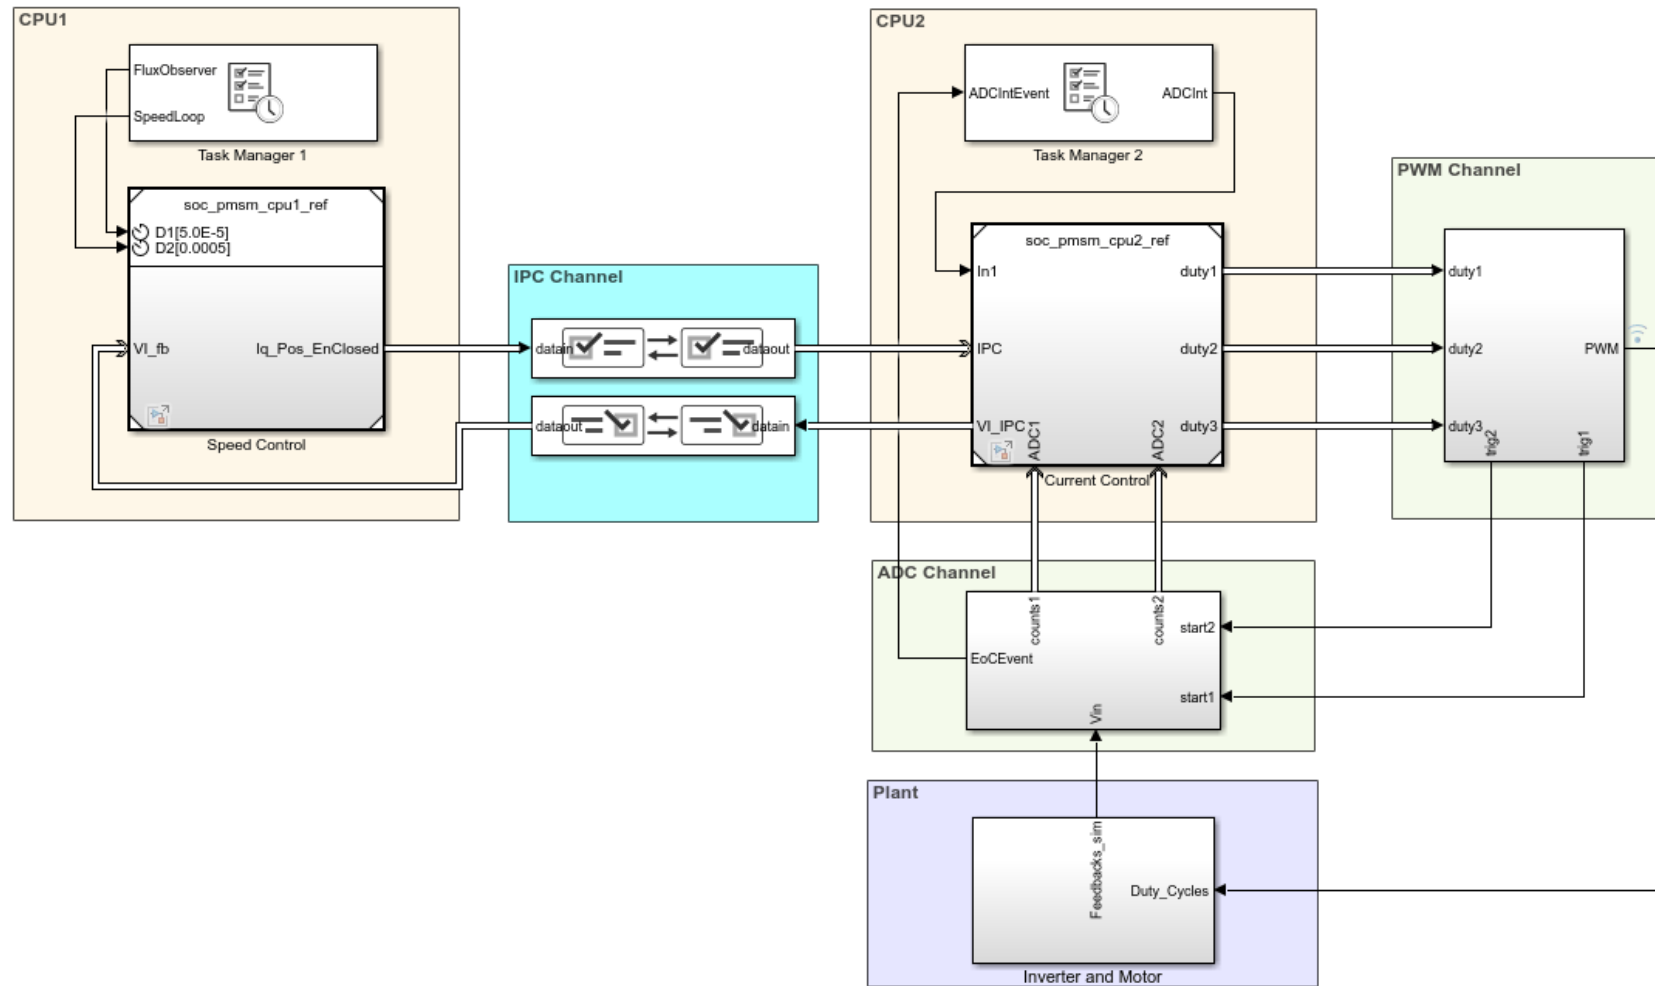 CPU1
FluxObserver
SpeedLoop
Task Manager 1
soc_pmsm_cpu1_ref
D1[5.0E-5]
D2[0.0005]
VI_fb
Iq_Pos_EnClosed
Speed Control
IPC Channel
datain
dataout
dataout
datain
CPU2
ADCIntEvent
ADCInt
Task Manager 2
soc_pmsm_cpu2_ref
In1
duty1
IPC
duty2
VI_IPC
ADC1
ADC2
duty3
Current Control
PWM Channel
duty1
duty2
PWM
duty3
trig2
trig1
ADC Channel
counts1
counts2
start2
EoCEvent
start1
Vin
Plant
Feedbacks_sim
Duty_Cycles
Inverter and Motor